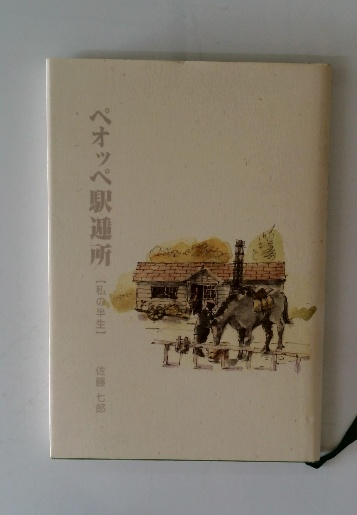 ペオッペ駅逓所
［私の半生］
佐藤 七郎